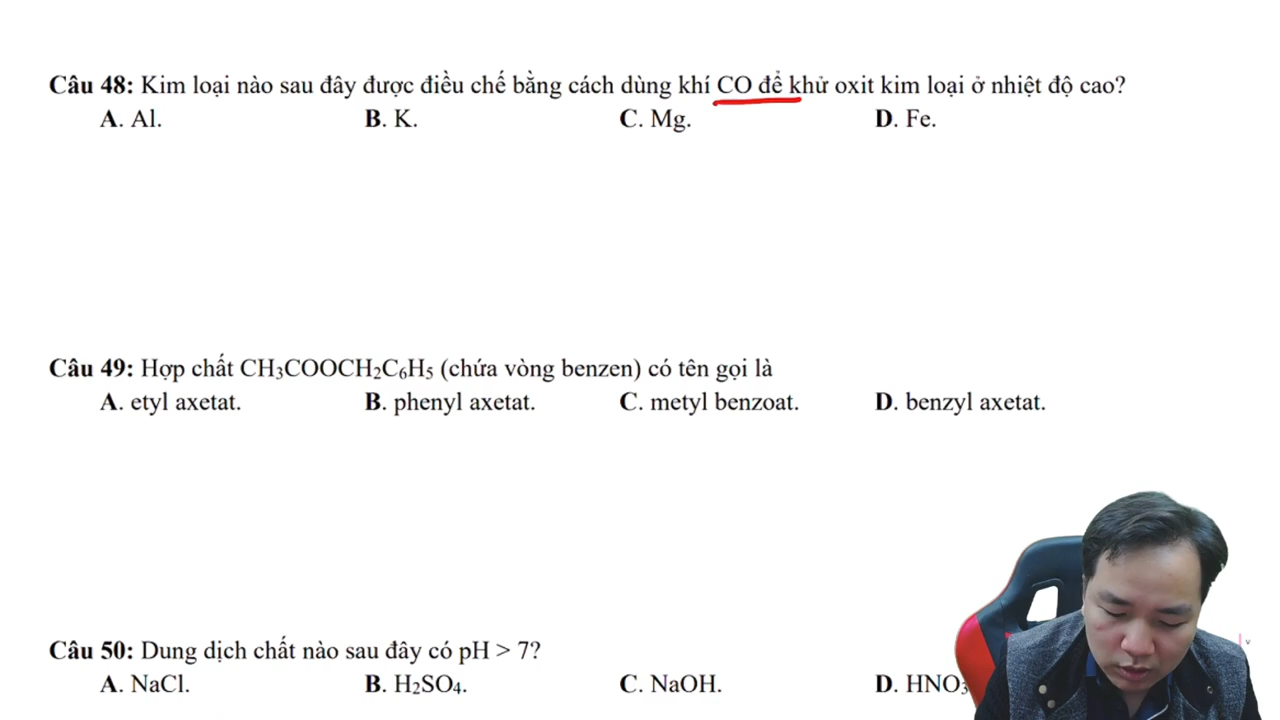 Câu 48: Kim loại nào sau đây được điều chế bằng cách dùng khí CO để khử oxit kim loại ở nhiệt độ cao?
A. Al. B. K. C. Mg. D. Fe.
Câu 49: Hợp chất CH₃COOCH₂C₆H₅ (chứa vòng benzen) có tên gọi là
A. etyl axetat. B. phenyl axetat. C. metyl benzoat. D. benzyl axetat.
Câu 50: Dung dịch chất nào sau đây có pH > 7?
A. NaCl. B. H₂SO₄. C. NaOH. D. HNO₃